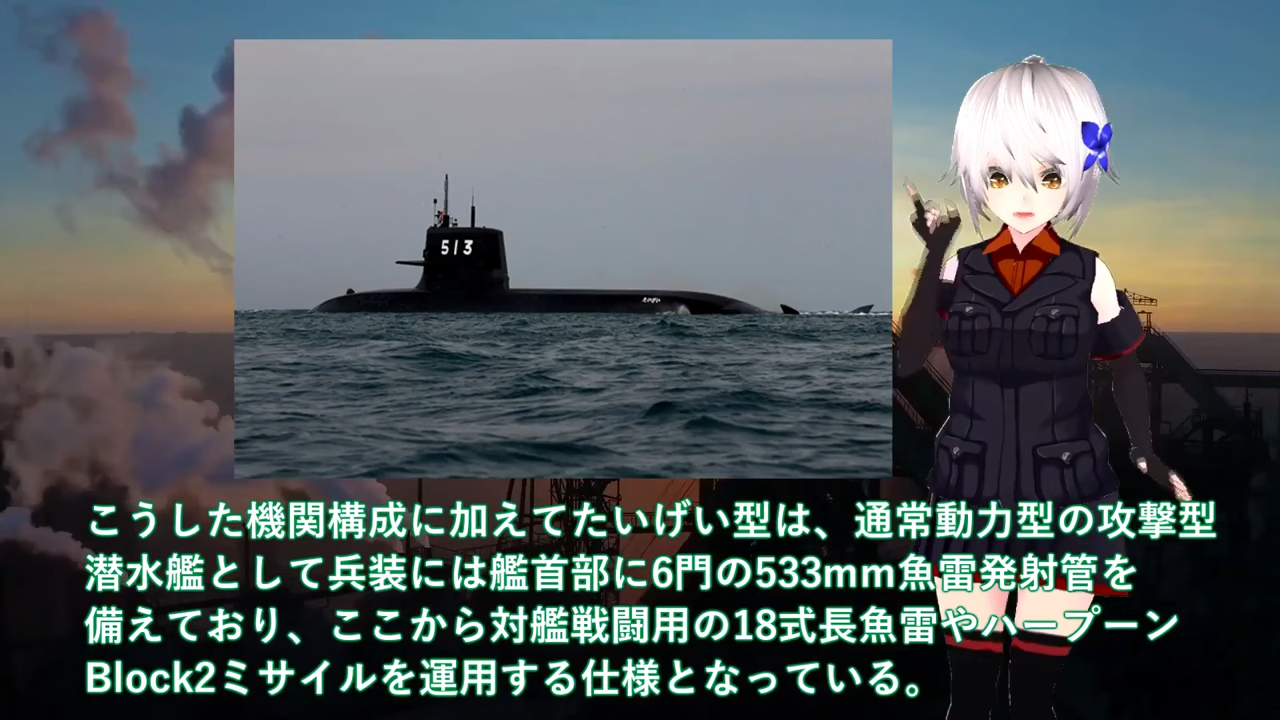 513
こうした機関構成に加えてたいげい型は、通常動力型の攻撃型
潜水艦として兵装には艦首部に6門の533mm魚雷発射管を
備えており、ここから対艦戦闘用の18式長魚雷やハープーン
Block2ミサイルを運用する仕様となっている。